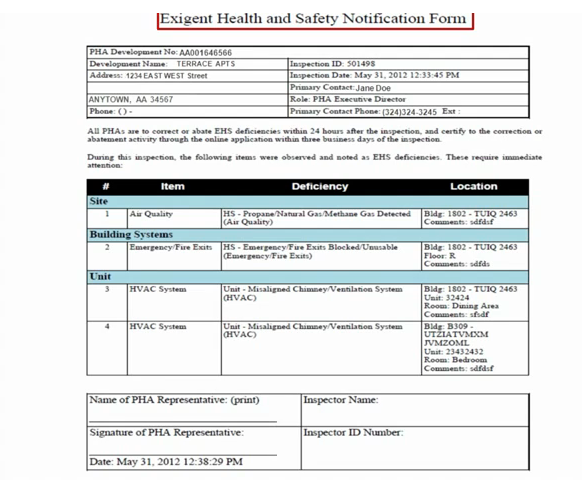 Exigent Health and Safety Notification Form
PHA Development No: AA001646566
Development Name: TERRACE APTS Inspection ID: 501498
Address: 1234 EAST WEST Street Inspection Date: May 31, 2012 12:33:45 PM
Primary Contact: Jane Doe
ANYTOWN, AA 34567 Role: PHA Executive Director
Phone: ( ) - Primary Contact Phone: (324)324-3245 Ext :
All PHAs are to correct or abate EHS deficiencies within 24 hours after the inspection, and certify to the correction or
abatement activity through the online application within three business days of the inspection.
During this inspection, the following items were observed and noted as EHS deficiencies. These require immediate
attention:
# Item Deficiency Location
Site
1 Air Quality HS - Propane/Natural Gas/Methane Gas Detected Bldg: 1802 - TUIQ 2463
(Air Quality) Comments: sdfdsf
Building Systems
2 Emergency/Fire Exits HS - Emergency/Fire Exits Blocked/Unusable Bldg: 1802 - TUIQ 2463
(Emergency/Fire Exits) Floor: R
Comments: sdfds
Unit
3 HVAC System Unit - Misaligned Chimney/Ventilation System Bldg: 1802 - TUIQ 2463
(HVAC) Unit: 32424
Room: Dining Area
Comments: sfsdf
4 HVAC System Unit - Misaligned Chimney/Ventilation System Bldg: B309 -
(HVAC) UTZIATVMXM
JVMZOML
Unit: 23432432
Room: Bedroom
Comments: sdfdsf
Name of PHA Representative: (print) Inspector Name:
Signature of PHA Representative: Inspector ID Number:
Date: May 31, 2012 12:38:29 PM